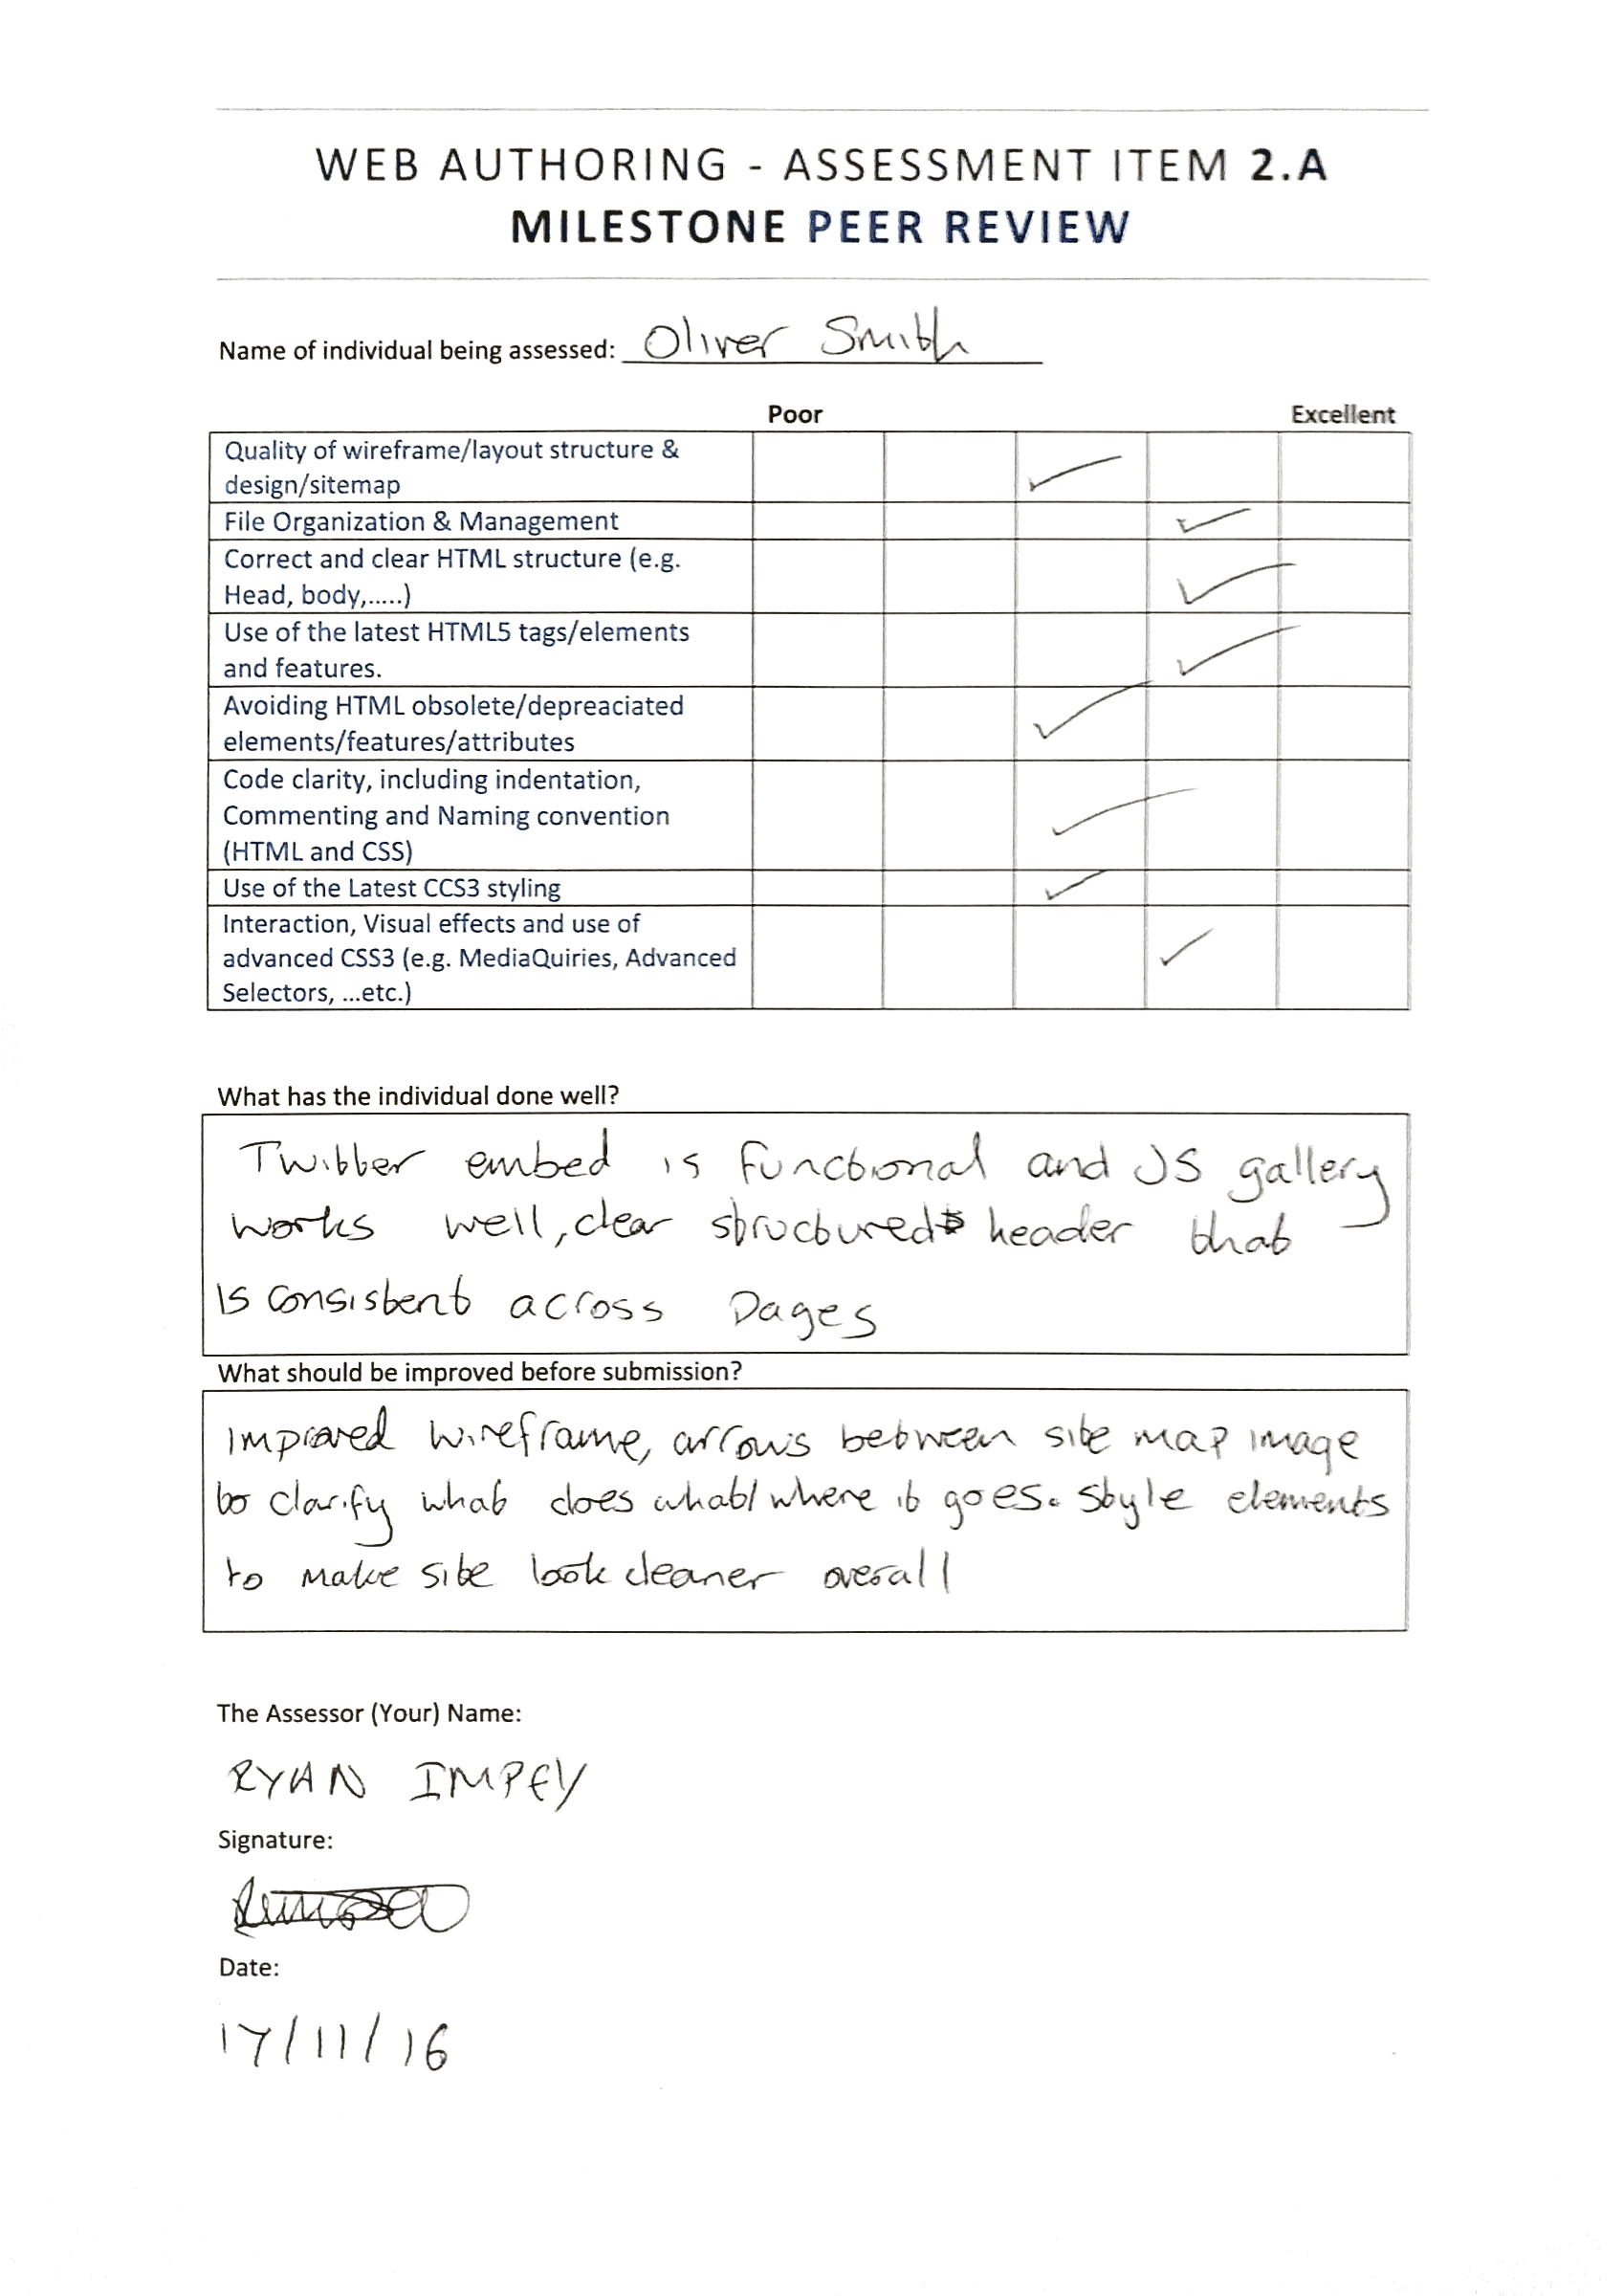 WEB AUTHORING - ASSESSMENT ITEM 2.A
MILESTONE PEER REVIEW
Name of individual being assessed: Oliver Smith
Poor Excellent
Quality of wireframe/layout structure &
design/sitemap
File Organization & Management
Correct and clear HTML structure (e.g.
Head, body,.....)
Use of the latest HTML5 tags/elements
and features.
Avoiding HTML obsolete/depreaciated
elements/features/attributes
Code clarity, including indentation,
Commenting and Naming convention
(HTML and CSS)
Use of the Latest CCS3 styling
Interaction, Visual effects and use of
advanced CSS3 (e.g. MediaQuiries, Advanced
Selectors, ...etc.)
What has the individual done well?
Twitter embed is functional and JS gallery
works well, clear structured header that
is consistent across pages
What should be improved before submission?
Improved wireframe, arrows between site map image
to clarify what does what/where it goes. Style elements
to make site look cleaner overall
The Assessor (Your) Name:
RYAN IMPEY
Signature:
Date:
17/11/16